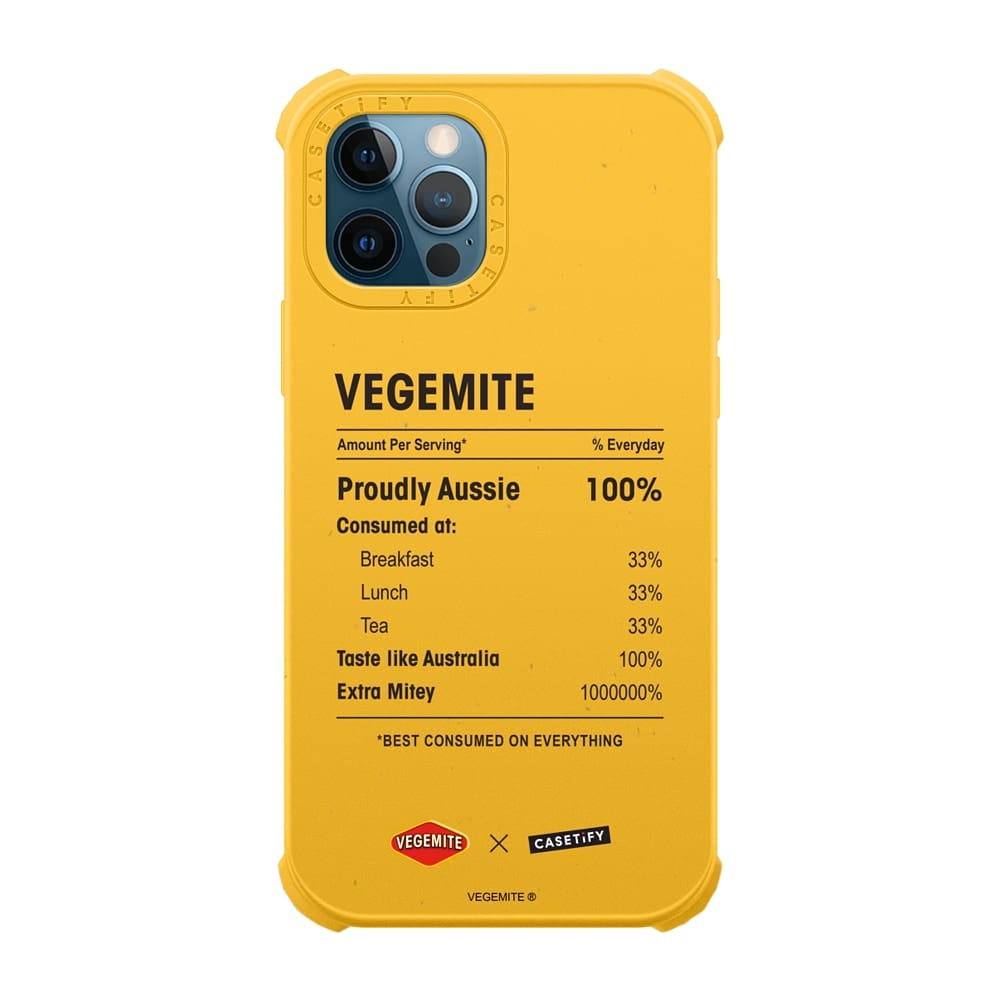 CASETiFY
CASETiFY
CASETiFY
VEGEMITE
Amount Per Serving* % Everyday
Proudly Aussie 100%
Consumed at:
Breakfast 33%
Lunch 33%
Tea 33%
Taste like Australia 100%
Extra Mitey 1000000%
*BEST CONSUMED ON EVERYTHING
VEGEMITE X CASETiFY
VEGEMITE ®